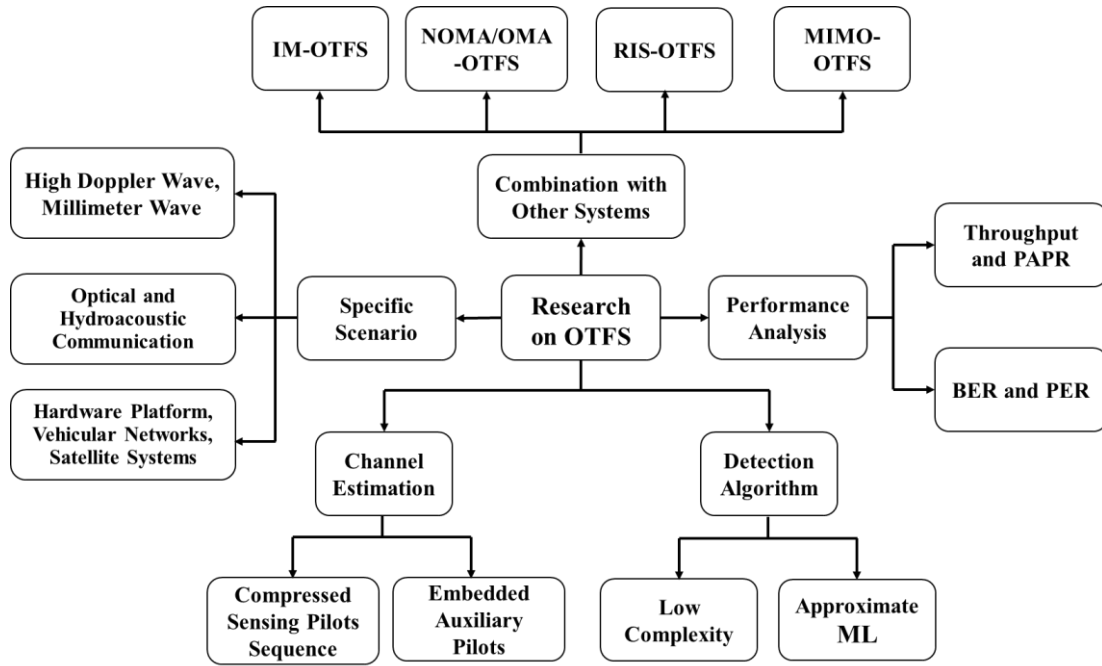 IM-OTFS
NOMA/OMA
-OTFS
RIS-OTFS
MIMO-
OTFS
Combination with
Other Systems
High Doppler Wave,
Millimeter Wave
Optical and
Hydroacoustic
Communication
Hardware Platform,
Vehicular Networks,
Satellite Systems
Specific
Scenario
Research
on OTFS
Performance
Analysis
Throughput
and PAPR
BER and PER
Channel
Estimation
Detection
Algorithm
Compressed
Sensing Pilots
Sequence
Embedded
Auxiliary
Pilots
Low
Complexity
Approximate
ML